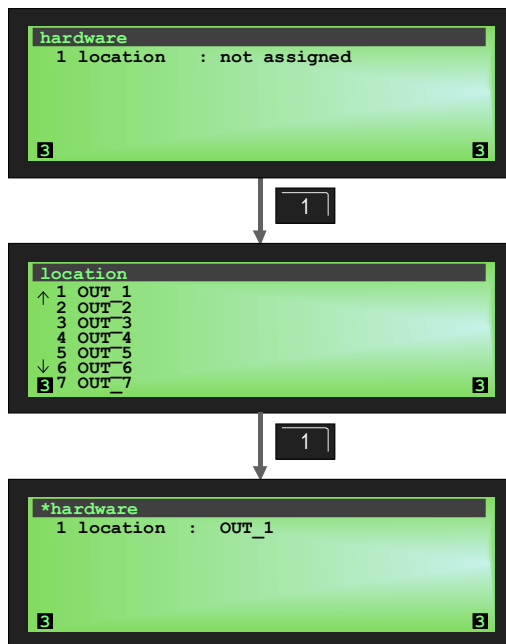 hardware
1 location : not assigned
3 3
1
location
↑ 1 OUT_1
2 OUT_2
3 OUT_3
4 OUT_4
5 OUT_5
↓ 6 OUT_6
3 7 OUT_7 3
1
*hardware
1 location : OUT_1
3 3